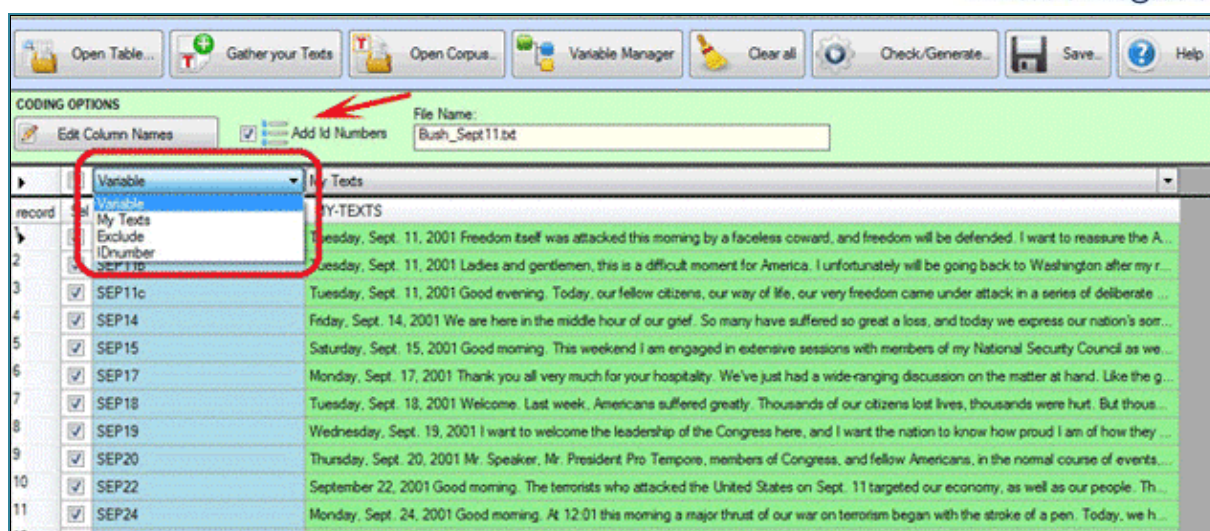 Open Table... Gather your Texts Open Corpus... Variable Manager Clear all Check/Generate... Save... Help
CODING OPTIONS
File Name:
Edit Column Names Add Id Numbers Bush_Sept11.txt
Variable My Texts
Variable
My Texts
Exclude
IDnumber
record Sel MY-TEXTS
Tuesday, Sept. 11, 2001 Freedom itself was attacked this morning by a faceless coward, and freedom will be defended. I want to reassure the A...
2 SEP11b Tuesday, Sept. 11, 2001 Ladies and gentlemen, this is a difficult moment for America. I unfortunately will be going back to Washington after my r...
3 SEP11c Tuesday, Sept. 11, 2001 Good evening. Today, our fellow citizens, our way of life, our very freedom came under attack in a series of deliberate ...
4 SEP14 Friday, Sept. 14, 2001 We are here in the middle hour of our grief. So many have suffered so great a loss, and today we express our nation's sorr...
5 SEP15 Saturday, Sept. 15, 2001 Good morning. This weekend I am engaged in extensive sessions with members of my National Security Council as we...
6 SEP17 Monday, Sept. 17, 2001 Thank you all very much for your hospitality. We've just had a wide-ranging discussion on the matter at hand. Like the g...
7 SEP18 Tuesday, Sept. 18, 2001 Welcome. Last week, Americans suffered greatly. Thousands of our citizens lost lives, thousands were hurt. But thous...
8 SEP19 Wednesday, Sept. 19, 2001 I want to welcome the leadership of the Congress here, and I want the nation to know how proud I am of how they ...
9 SEP20 Thursday, Sept. 20, 2001 Mr. Speaker, Mr. President Pro Tempore, members of Congress, and fellow Americans, in the normal course of events,...
10 SEP22 September 22, 2001 Good morning. The terrorists who attacked the United States on Sept. 11 targeted our economy, as well as our people. Th...
11 SEP24 Monday, Sept. 24, 2001 Good morning. At 12:01 this morning a major thrust of our war on terrorism began with the stroke of a pen. Today, we h...